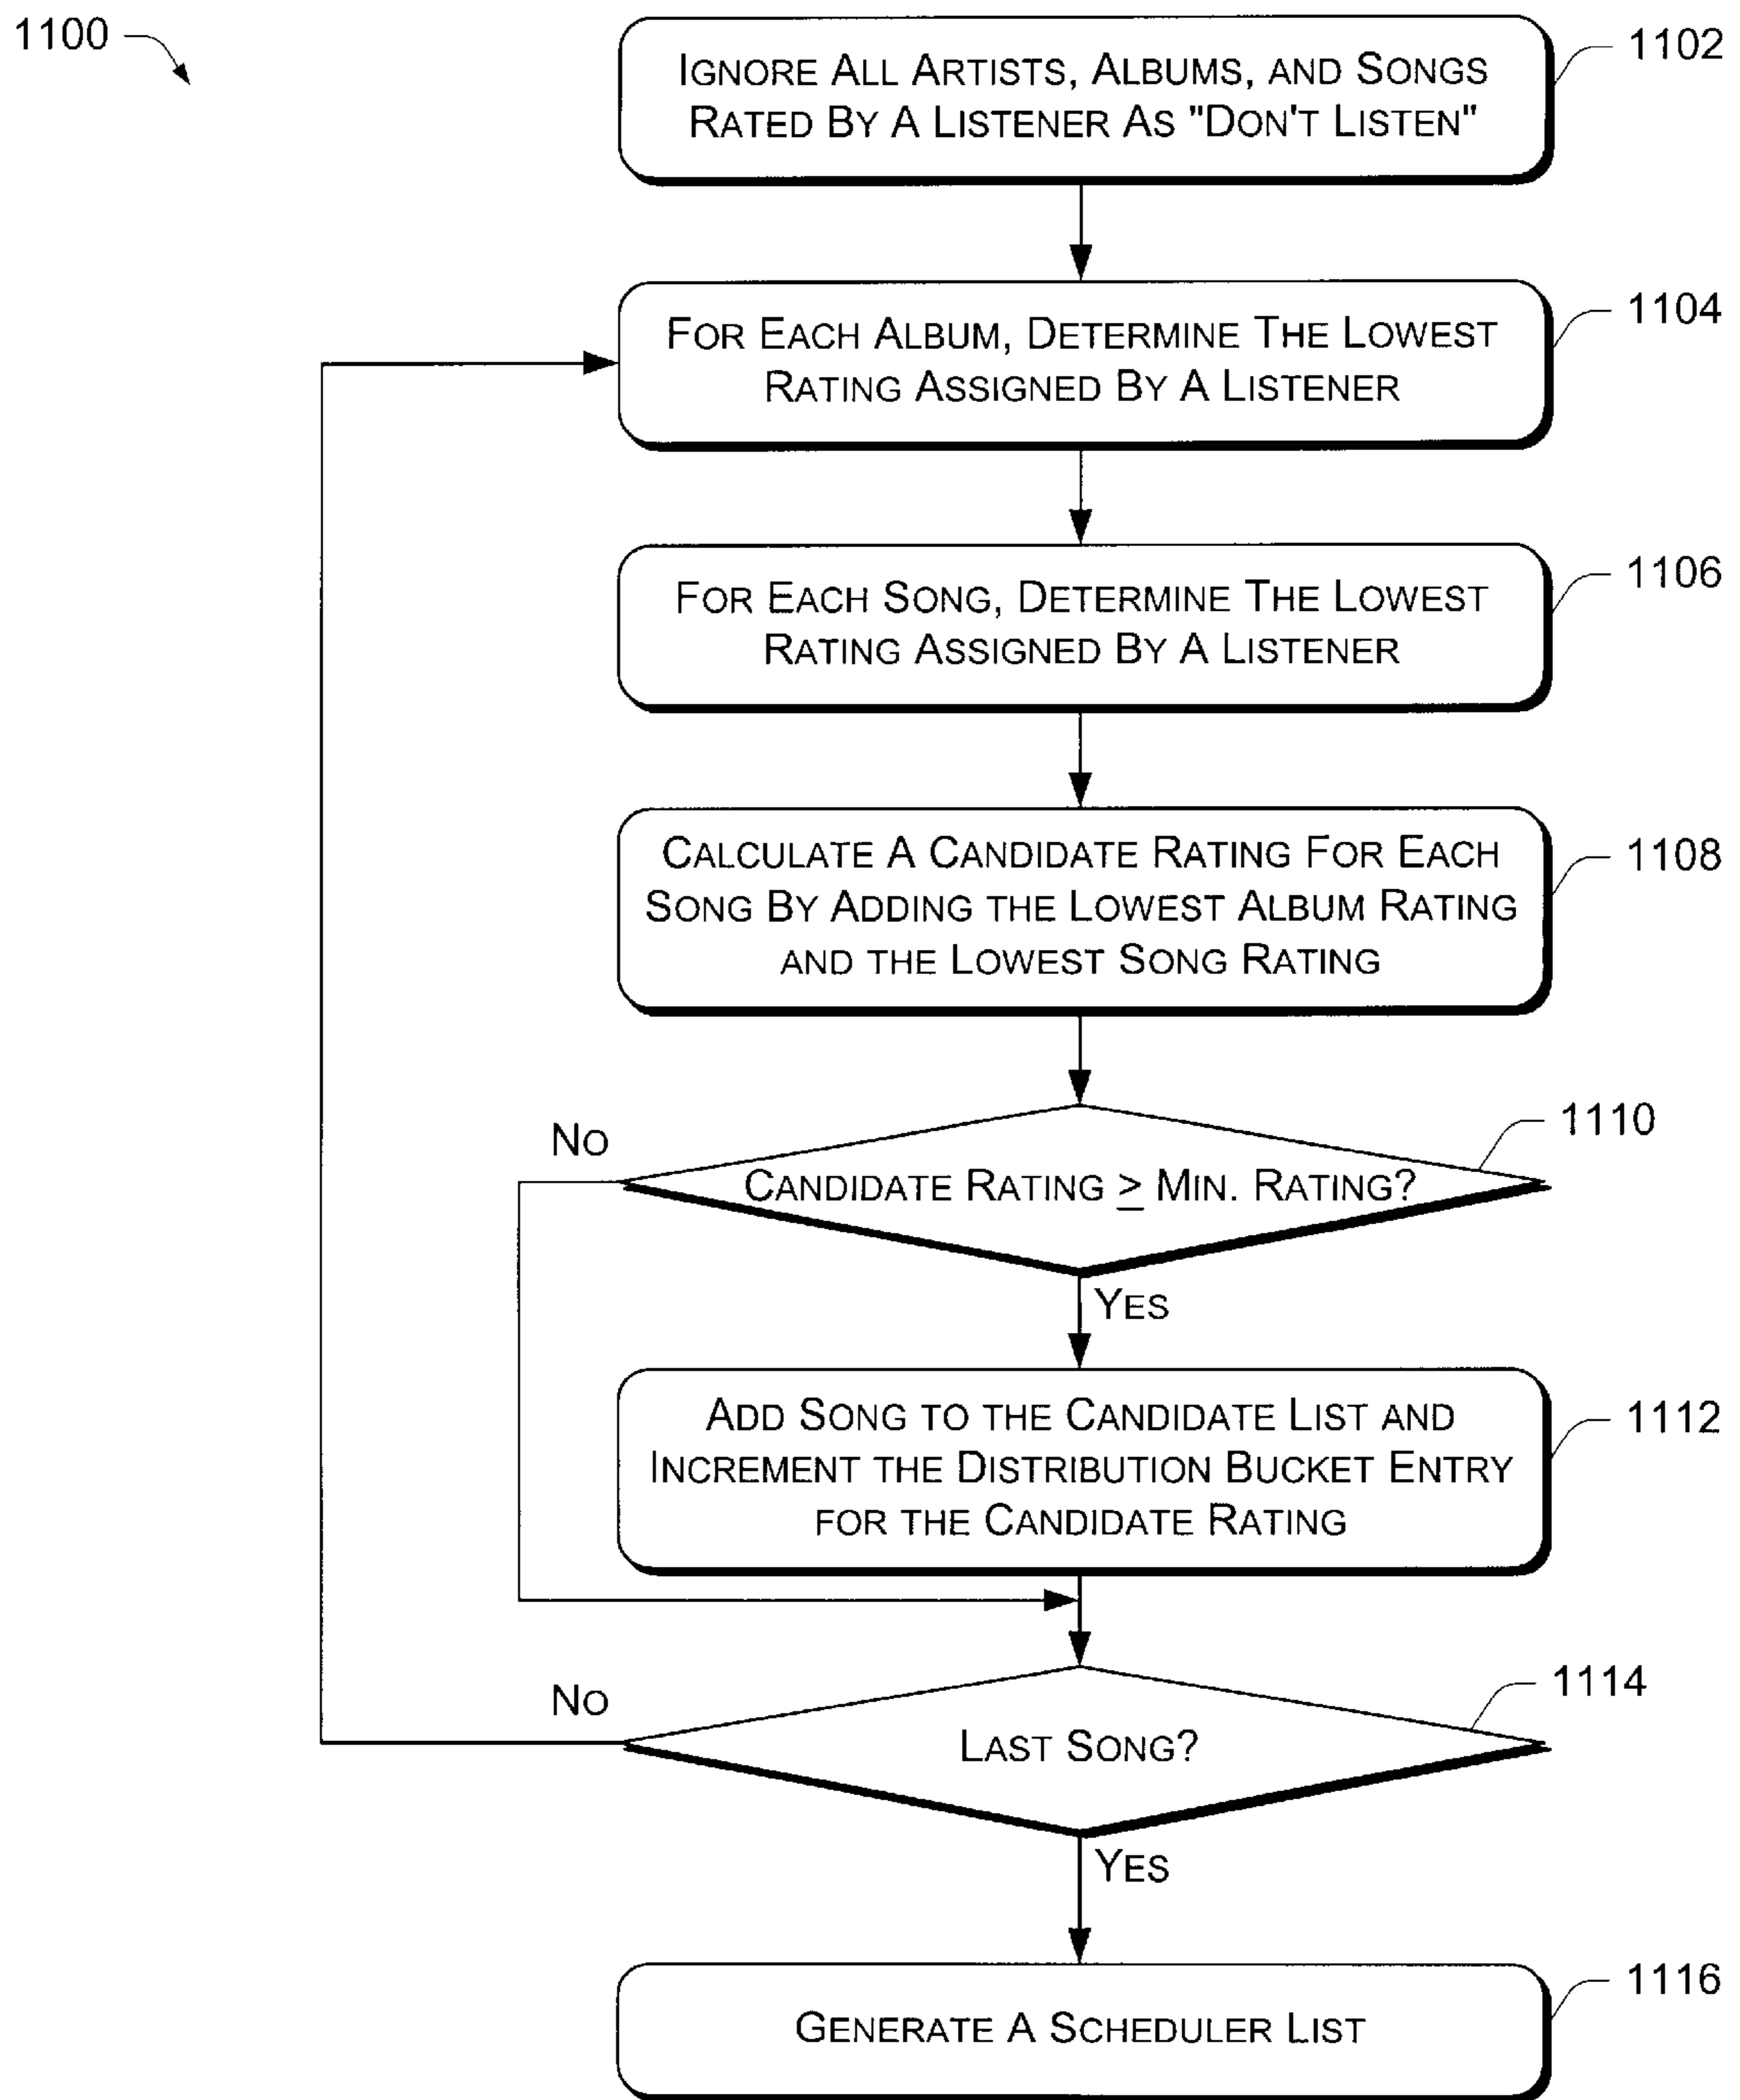 1100
1102
IGNORE ALL ARTISTS, ALBUMS, AND SONGS
RATED BY A LISTENER AS "DON'T LISTEN"
1104
FOR EACH ALBUM, DETERMINE THE LOWEST
RATING ASSIGNED BY A LISTENER
1106
FOR EACH SONG, DETERMINE THE LOWEST
RATING ASSIGNED BY A LISTENER
1108
CALCULATE A CANDIDATE RATING FOR EACH
SONG BY ADDING THE LOWEST ALBUM RATING
AND THE LOWEST SONG RATING
1110
NO
CANDIDATE RATING ≥ MIN. RATING?
YES
1112
ADD SONG TO THE CANDIDATE LIST AND
INCREMENT THE DISTRIBUTION BUCKET ENTRY
FOR THE CANDIDATE RATING
1114
NO
LAST SONG?
YES
1116
GENERATE A SCHEDULER LIST